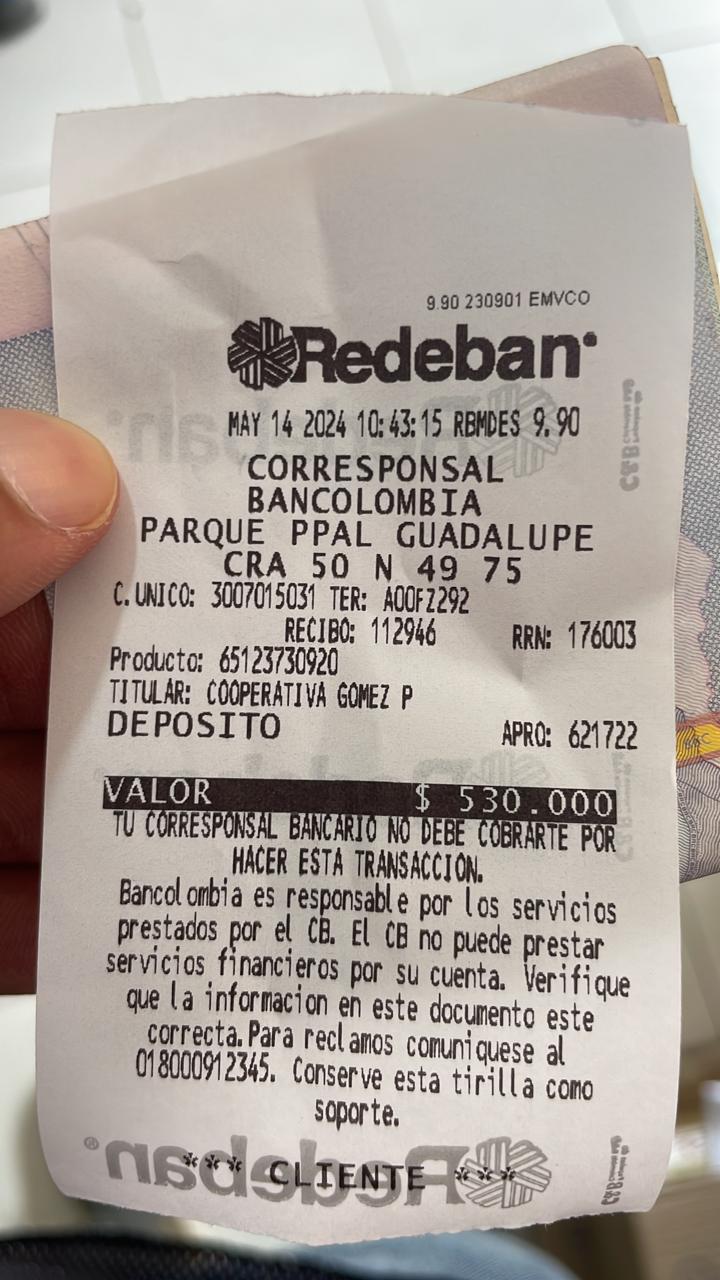 9.90 230901 EMVCO
Redeban
MAY 14 2024 10:43:15 RBMDES 9.90
CORRESPONSAL
BANCOLOMBIA
PARQUE PPAL GUADALUPE
CRA 50 N 49 75
C.UNICO: 3007015031 TER: A00FZ292
RECIBO: 112946 RRN: 176003
Producto: 65123730920
TITULAR: COOPERATIVA GOMEZ P
DEPOSITO APRO: 621722
VALOR $ 530.000
TU CORRESPONSAL BANCARIO NO DEBE COBRARTE POR
HACER ESTA TRANSACCION.
Bancolombia es responsable por los servicios
prestados por el CB. El CB no puede prestar
servicios financieros por su cuenta. Verifique
que la informacion en este documento este
correcta.Para reclamos comuniquese al
018000912345. Conserve esta tirilla como
soporte.
*** CLIENTE ***
Redeban